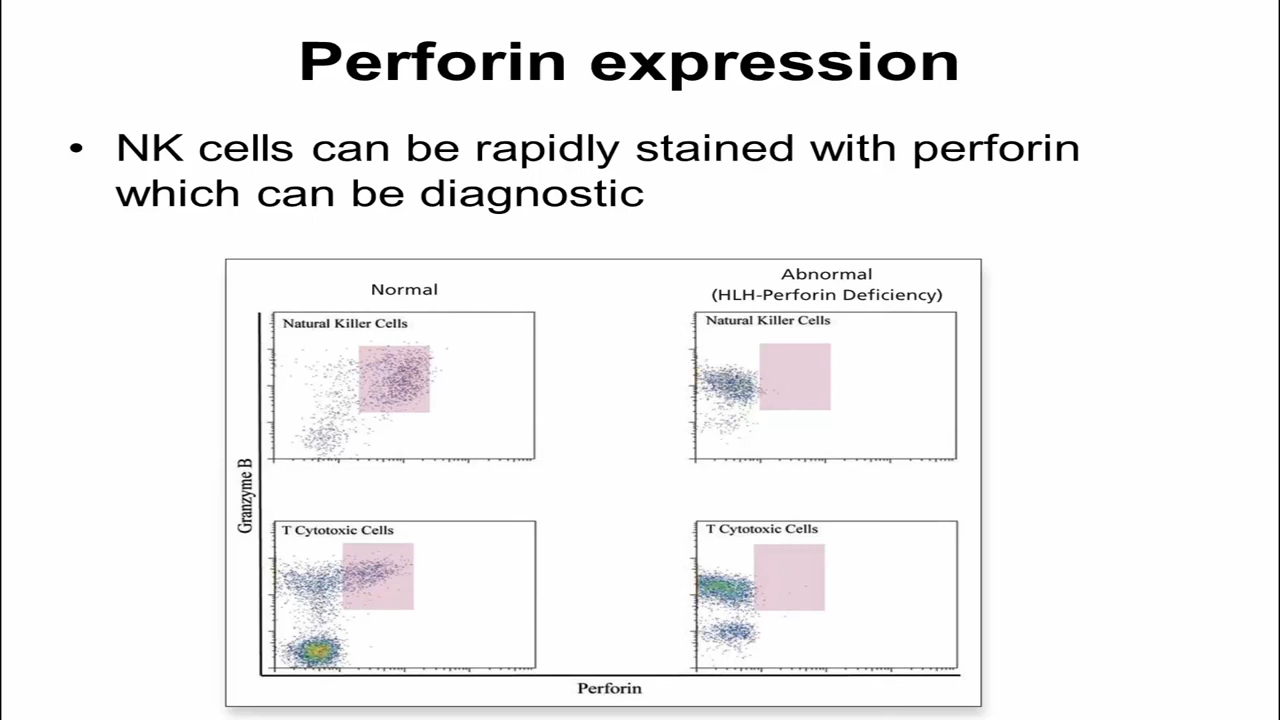 Perforin expression
• NK cells can be rapidly stained with perforin
which can be diagnostic
Normal
Abnormal
(HLH-Perforin Deficiency)
Natural Killer Cells
Natural Killer Cells
Granzyme B
T Cytotoxic Cells
T Cytotoxic Cells
Perforin